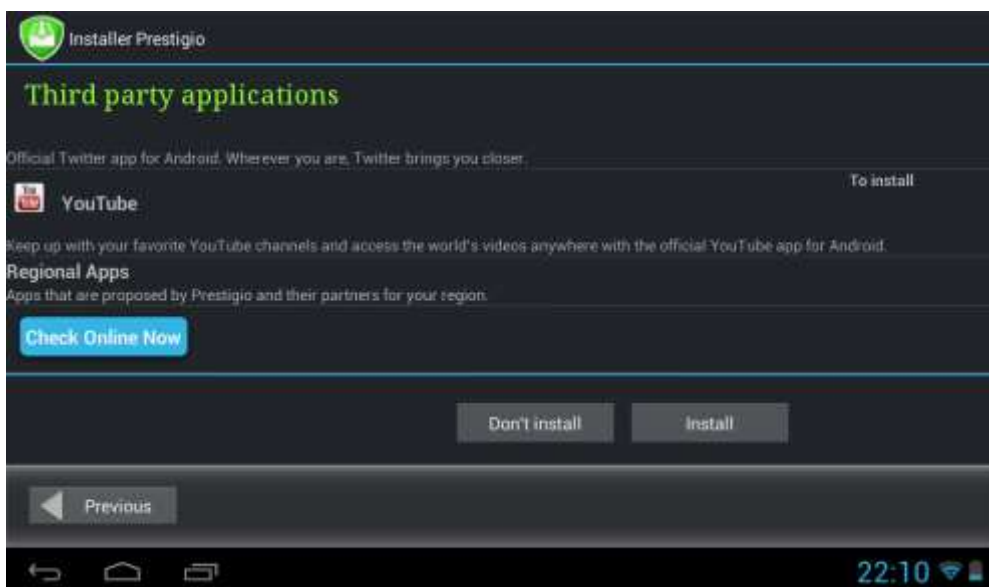 Installer Prestigio
Third party applications
Official Twitter app for Android. Wherever you are, Twitter brings you closer.
To install
YouTube
Keep up with your favorite YouTube channels and access the world's videos anywhere with the official YouTube app for Android.
Regional Apps
Apps that are proposed by Prestigio and their partners for your region.
Check Online Now
Don't install
Install
Previous
22:10